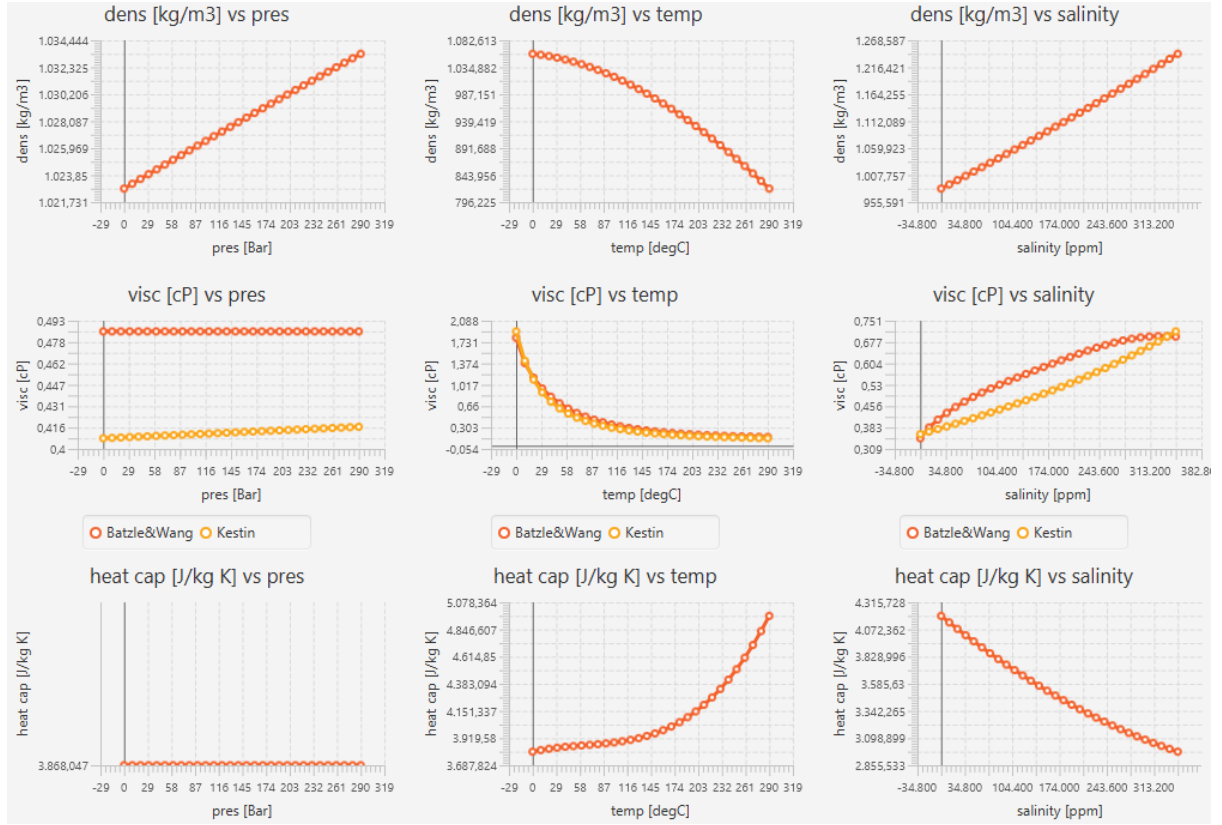 dens [kg/m3] vs pres
dens [kg/m3] vs temp
dens [kg/m3] vs salinity
dens [kg/m3]
1.034,444
1.032,325
1.030,206
1.028,087
1.025,969
1.023,85
1.021,731
-29 0 29 58 87 116 145 174 203 232 261 290 319
pres [Bar]
dens [kg/m3]
1.082,613
1.034,882
987,151
939,419
891,688
843,956
796,225
-29 0 29 58 87 116 145 174 203 232 261 290 319
temp [degC]
dens [kg/m3]
1.268,587
1.216,421
1.164,255
1.112,089
1.059,923
1.007,757
955,591
-34.800 34.800 104.400 174.000 243.600 313.200
salinity [ppm]
visc [cP] vs pres
visc [cP] vs temp
visc [cP] vs salinity
visc [cP]
0,493
0,478
0,462
0,447
0,431
0,416
0,4
-29 0 29 58 87 116 145 174 203 232 261 290 319
pres [Bar]
visc [cP]
2,088
1,731
1,374
1,017
0,66
0,303
-0,054
-29 0 29 58 87 116 145 174 203 232 261 290 319
temp [degC]
visc [cP]
0,751
0,677
0,604
0,53
0,456
0,383
0,309
-34.800 34.800 104.400 174.000 243.600 313.200 382.80
salinity [ppm]
Batzle&Wang Kestin
Batzle&Wang Kestin
Batzle&Wang Kestin
heat cap [J/kg K] vs pres
heat cap [J/kg K] vs temp
heat cap [J/kg K] vs salinity
heat cap [J/kg K]
3.868,047
-29 0 29 58 87 116 145 174 203 232 261 290 319
pres [Bar]
heat cap [J/kg K]
5.078,364
4.846,607
4.614,85
4.383,094
4.151,337
3.919,58
3.687,824
-29 0 29 58 87 116 145 174 203 232 261 290 319
temp [degC]
heat cap [J/kg K]
4.315,728
4.072,362
3.828,996
3.585,63
3.342,265
3.098,899
2.855,533
-34.800 34.800 104.400 174.000 243.600 313.200
salinity [ppm]